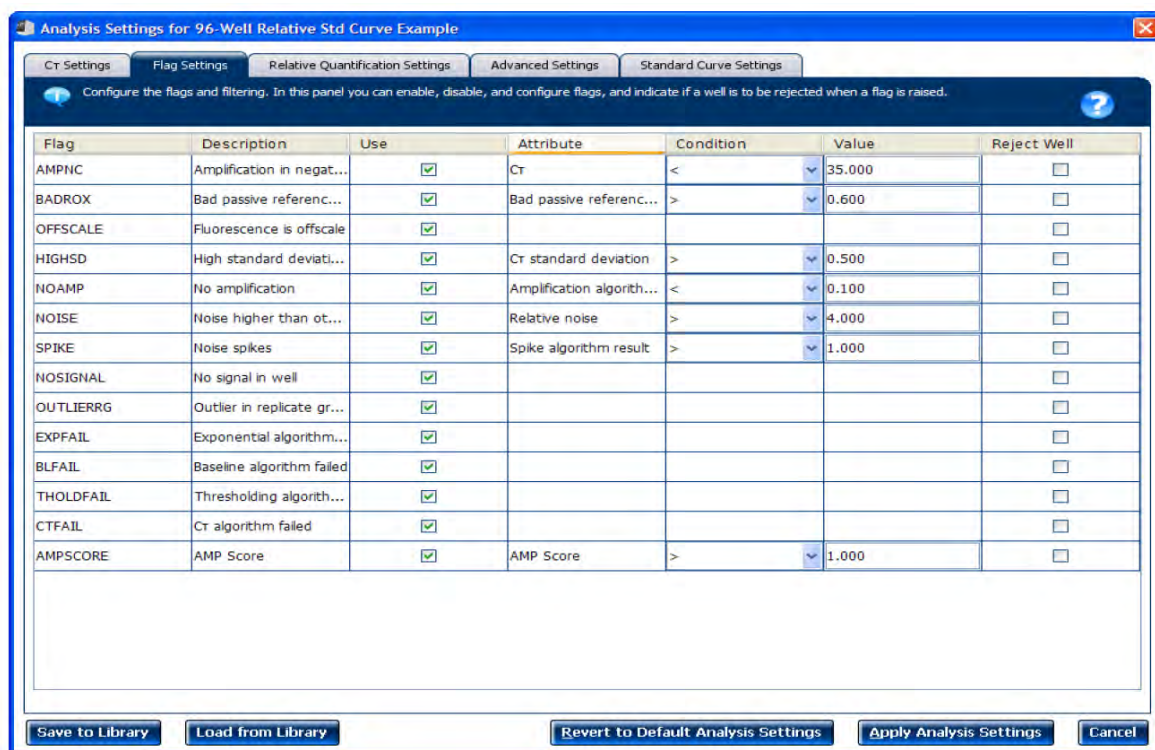 Analysis Settings for 96-Well Relative Std Curve Example
Cт Settings Flag Settings Relative Quantification Settings Advanced Settings Standard Curve Settings
Configure the flags and filtering. In this panel you can enable, disable, and configure flags, and indicate if a well is to be rejected when a flag is raised.
?
Flag Description Use Attribute Condition Value Reject Well
AMPNC Amplification in negat... Cт < 35.000
BADROX Bad passive referenc... Bad passive referenc... > 0.600
OFFSCALE Fluorescence is offscale
HIGHSD High standard deviati... Cт standard deviation > 0.500
NOAMP No amplification Amplification algorith... < 0.100
NOISE Noise higher than ot... Relative noise > 4.000
SPIKE Noise spikes Spike algorithm result > 1.000
NOSIGNAL No signal in well
OUTLIERRG Outlier in replicate gr...
EXPFAIL Exponential algorithm...
BLFAIL Baseline algorithm failed
THOLDFAIL Thresholding algorith...
CTFAIL Cт algorithm failed
AMPSCORE AMP Score AMP Score > 1.000
Save to Library Load from Library Revert to Default Analysis Settings Apply Analysis Settings Cancel